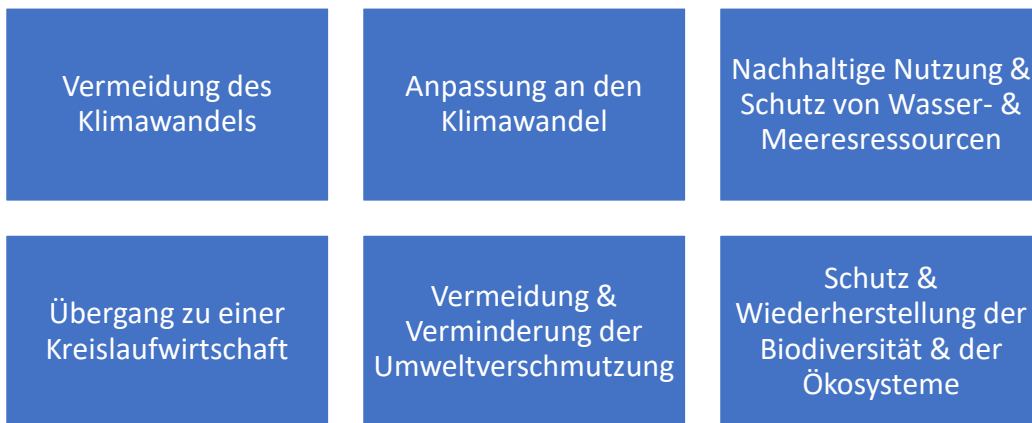 Vermeidung des
Klimawandels
Anpassung an den
Klimawandel
Nachhaltige Nutzung &
Schutz von Wasser- &
Meeresressourcen
Übergang zu einer
Kreislaufwirtschaft
Vermeidung &
Verminderung der
Umweltverschmutzung
Schutz &
Wiederherstellung der
Biodiversität & der
Ökosysteme